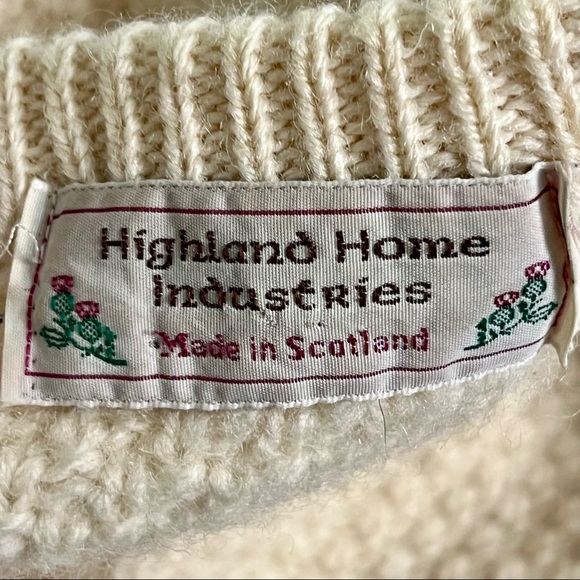 Highland Home
Industries
Made in Scotland